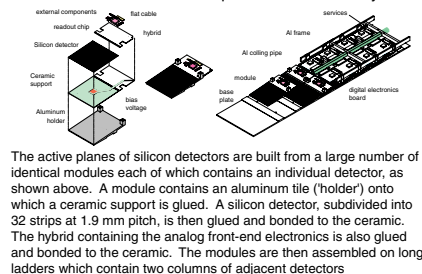 external components
flat cable
readout chip
hybrid
Silicon detector
Ceramic
support
bias
voltage
Aluminum
holder
services
Al frame
Al colling pipe
module
base
plate
digital electronics
board
The active planes of silicon detectors are built from a large number of
identical modules each of which contains an individual detector, as
shown above. A module contains an aluminum tile ('holder') onto
which a ceramic support is glued. A silicon detector, subdivided into
32 strips at 1.9 mm pitch, is then glued and bonded to the ceramic.
The hybrid containing the analog front-end electronics is also glued
and bonded to the ceramic. The modules are then assembled on long
ladders which contain two columns of adjacent detectors